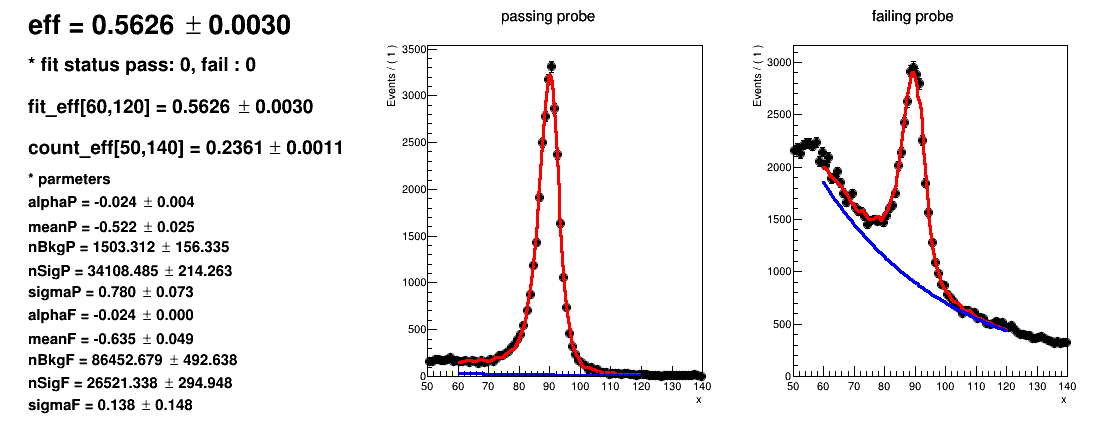 eff = 0.5626 ± 0.0030
* fit status pass: 0, fail : 0
fit_eff[60,120] = 0.5626 ± 0.0030
count_eff[50,140] = 0.2361 ± 0.0011
* parmeters
alphaP = -0.024 ± 0.004
meanP = -0.522 ± 0.025
nBkgP = 1503.312 ± 156.335
nSigP = 34108.485 ± 214.263
sigmaP = 0.780 ± 0.073
alphaF = -0.024 ± 0.000
meanF = -0.635 ± 0.049
nBkgF = 86452.679 ± 492.638
nSigF = 26521.338 ± 294.948
sigmaF = 0.138 ± 0.148
passing probe
Events / ( 1 )
3500
3000
2500
2000
1500
1000
500
0
50 60 70 80 90 100 110 120 130 140
x
failing probe
Events / ( 1 )
3000
2500
2000
1500
1000
500
0
50 60 70 80 90 100 110 120 130 140
x